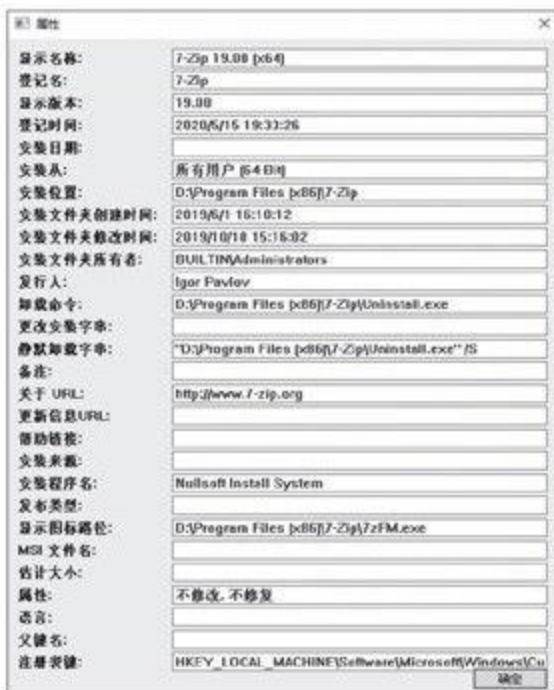 属性
显示名称: 7-Zip 19.00 (x64)
登记名: 7-Zip
显示版本: 19.00
登记时间: 2020/5/15 19:33:26
安装日期:
安装从: 所有用户 (64-Bit)
安装位置: D:\Program Files (x86)\7-Zip
安装文件夹创建时间: 2019/6/1 16:10:12
安装文件夹修改时间: 2019/10/18 15:16:02
安装文件夹所有者: BUILTIN\Administrators
发行人: Igor Pavlov
卸载命令: D:\Program Files (x86)\7-Zip\Uninstall.exe
更改安装字串:
静默卸载字串: "D:\Program Files (x86)\7-Zip\Uninstall.exe" /S
备注:
关于 URL: http://www.7-zip.org
更新信息URL:
帮助链接:
安装来源:
安装程序名: Nullsoft Install System
发布类型:
显示图标路径: D:\Program Files (x86)\7-Zip\7zFM.exe
MSI 文件名:
估计大小:
属性: 不修改, 不修复
语言:
父键名:
注册表键: HKEY_LOCAL_MACHINE\Software\Microsoft\Windows\Cu
确定